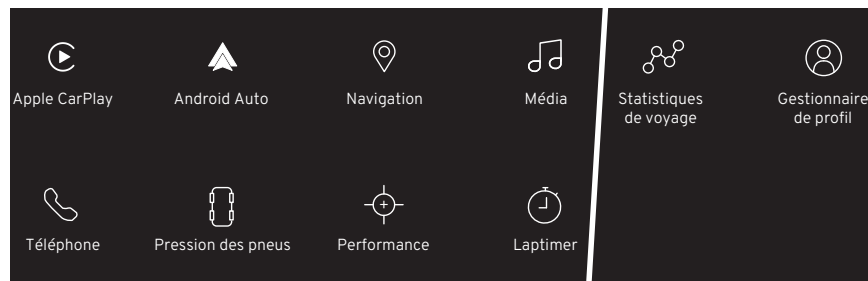 Apple CarPlay
Android Auto
Navigation
Média
Statistiques
de voyage
Gestionnaire
de profil
Téléphone
Pression des pneus
Performance
Laptimer